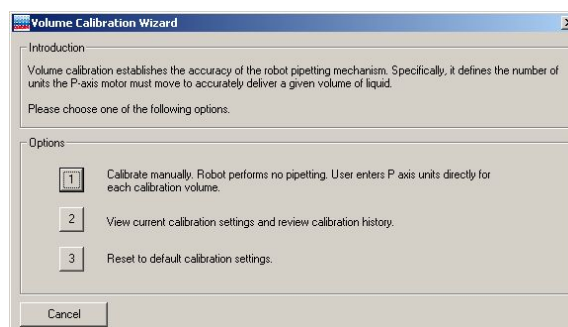 Volume Calibration Wizard
Introduction
Volume calibration establishes the accuracy of the robot pipetting mechanism. Specifically, it defines the number of
units the P-axis motor must move to accurately deliver a given volume of liquid.
Please choose one of the following options.
Options
1
Calibrate manually. Robot performs no pipetting. User enters P axis units directly for
each calibration volume.
2
View current calibration settings and review calibration history.
3
Reset to default calibration settings.
Cancel